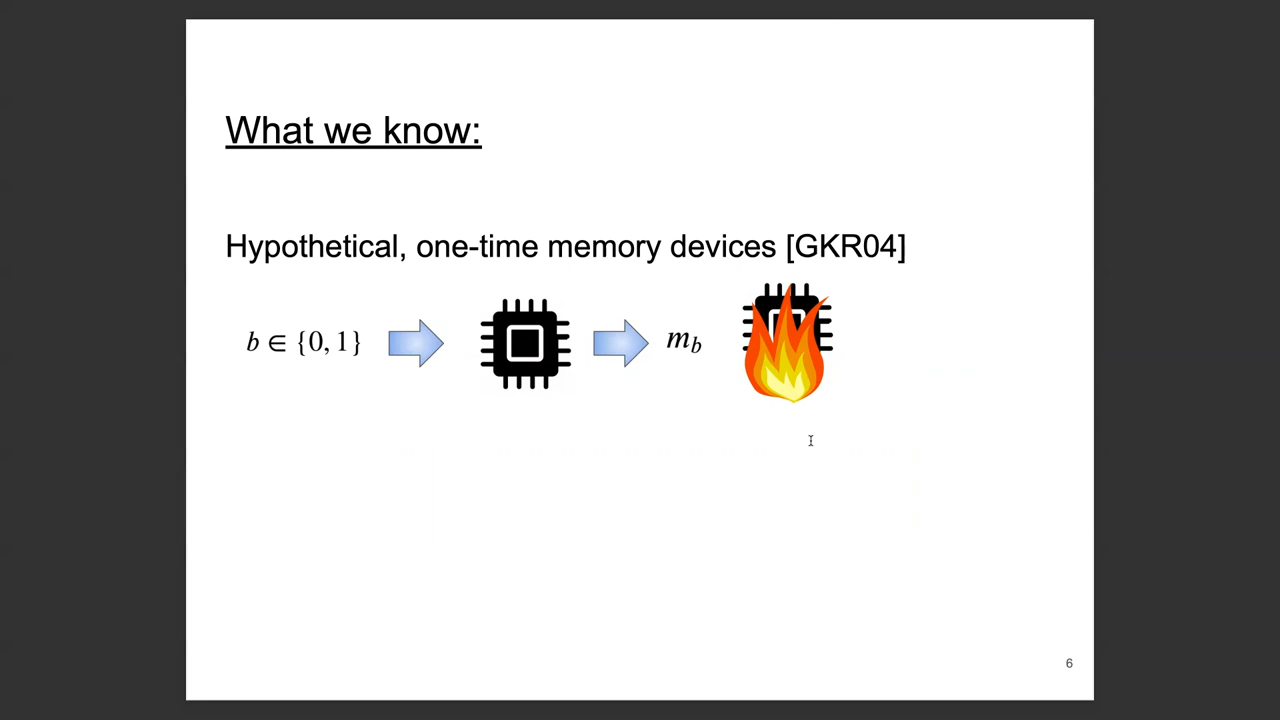 What we know:
Hypothetical, one-time memory devices [GKR04]
b ∈ {0, 1} m_b
6